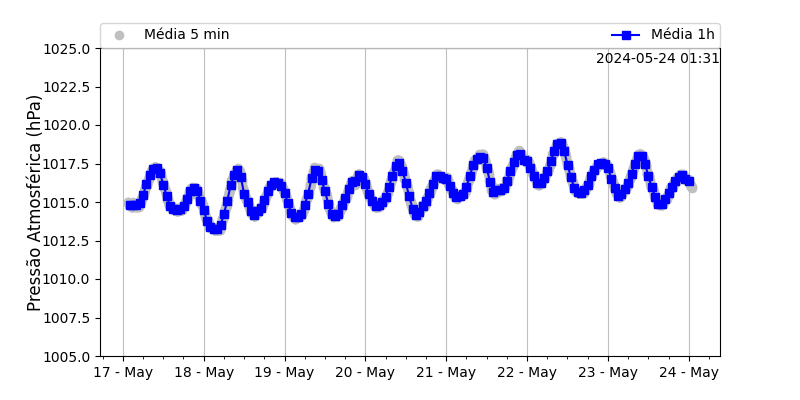 Média 5 min
Média 1h
2024-05-24 01:31
Pressão Atmosférica (hPa)
1025.0
1022.5
1020.0
1017.5
1015.0
1012.5
1010.0
1007.5
1005.0
17 - May
18 - May
19 - May
20 - May
21 - May
22 - May
23 - May
24 - May